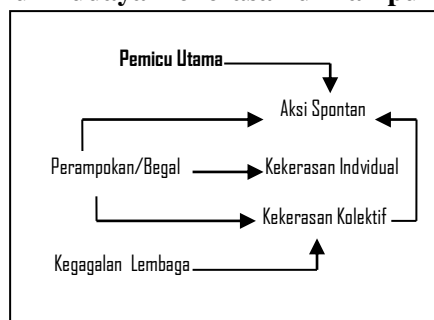 Pemicu Utama
Aksi Spontan
Perampokan/Begal
Kekerasan Indvidual
Kekerasan Kolektif
Kegagalan Lembaga